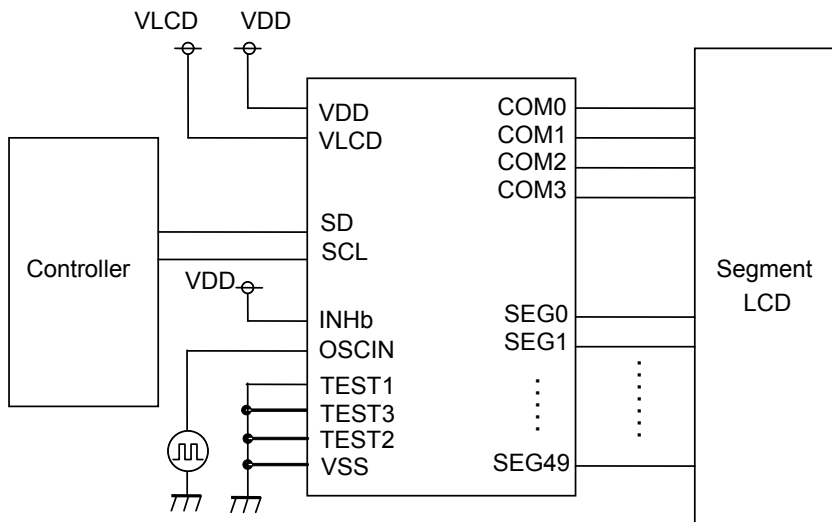 VLCD
VDD
VDD
VLCD
COM0
COM1
COM2
COM3
SD
SCL
Controller
VDD
INHb
OSCIN
TEST1
TEST3
TEST2
VSS
SEG0
SEG1
SEG49
Segment
LCD